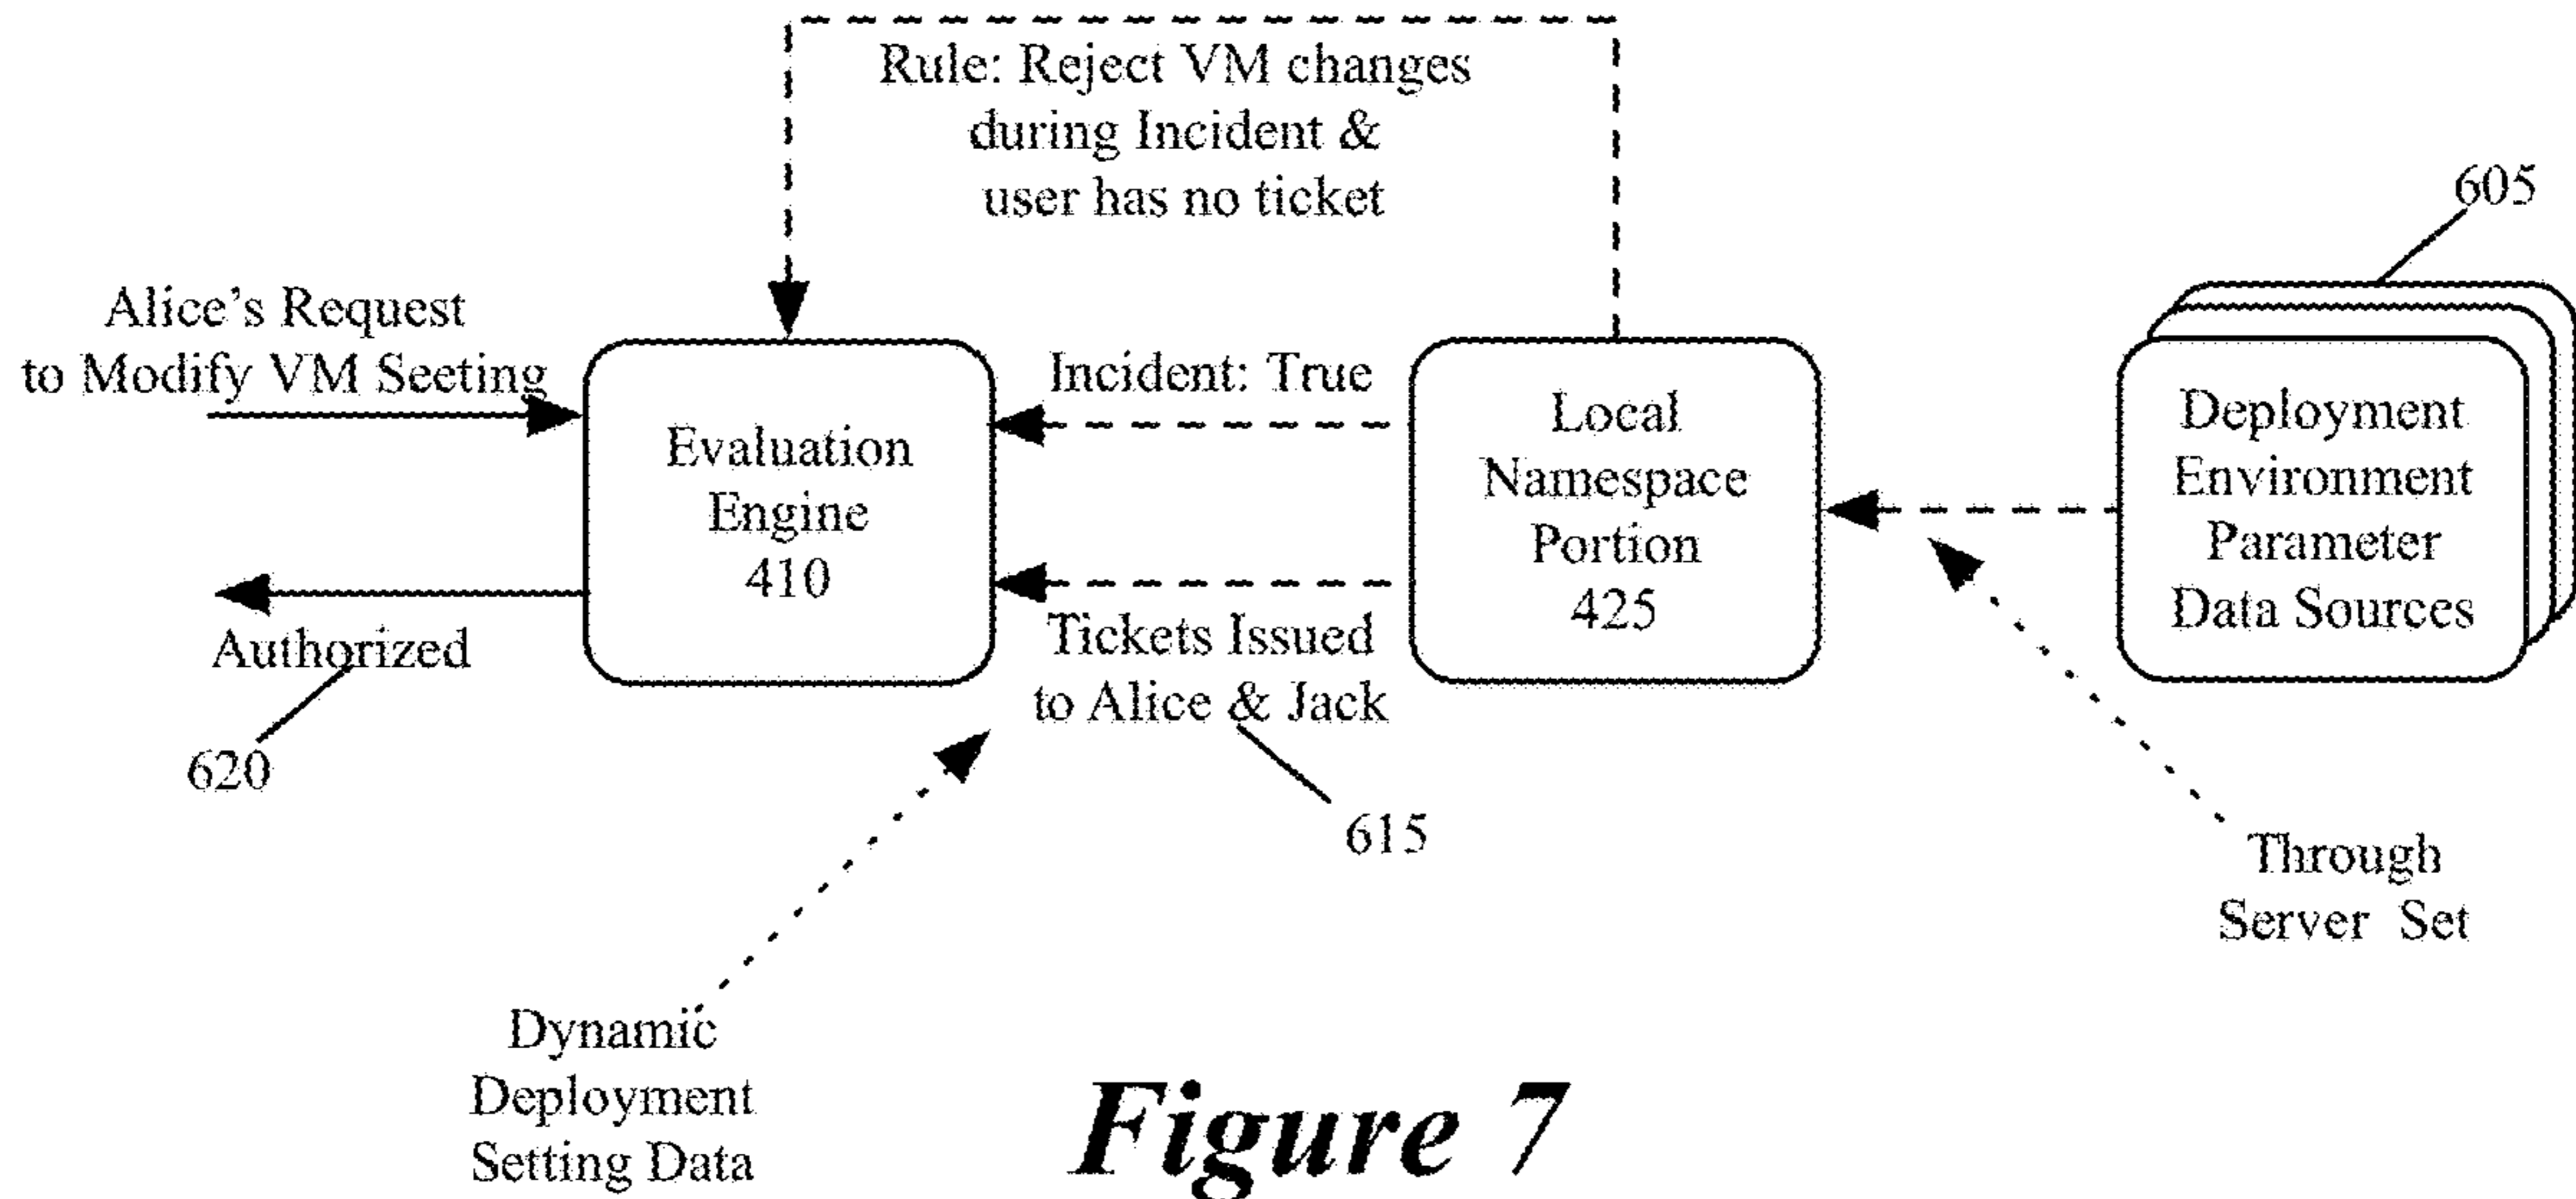 Rule: Reject VM changes
during Incident &
user has no ticket
605
Alice's Request
to Modify VM Seeting
Incident: True
Evaluation
Engine
410
Local
Namespace
Portion
425
Deployment
Environment
Parameter
Data Sources
Authorized
620
Tickets Issued
to Alice & Jack
615
Through
Server Set
Dynamic
Deployment
Setting Data
Figure 7